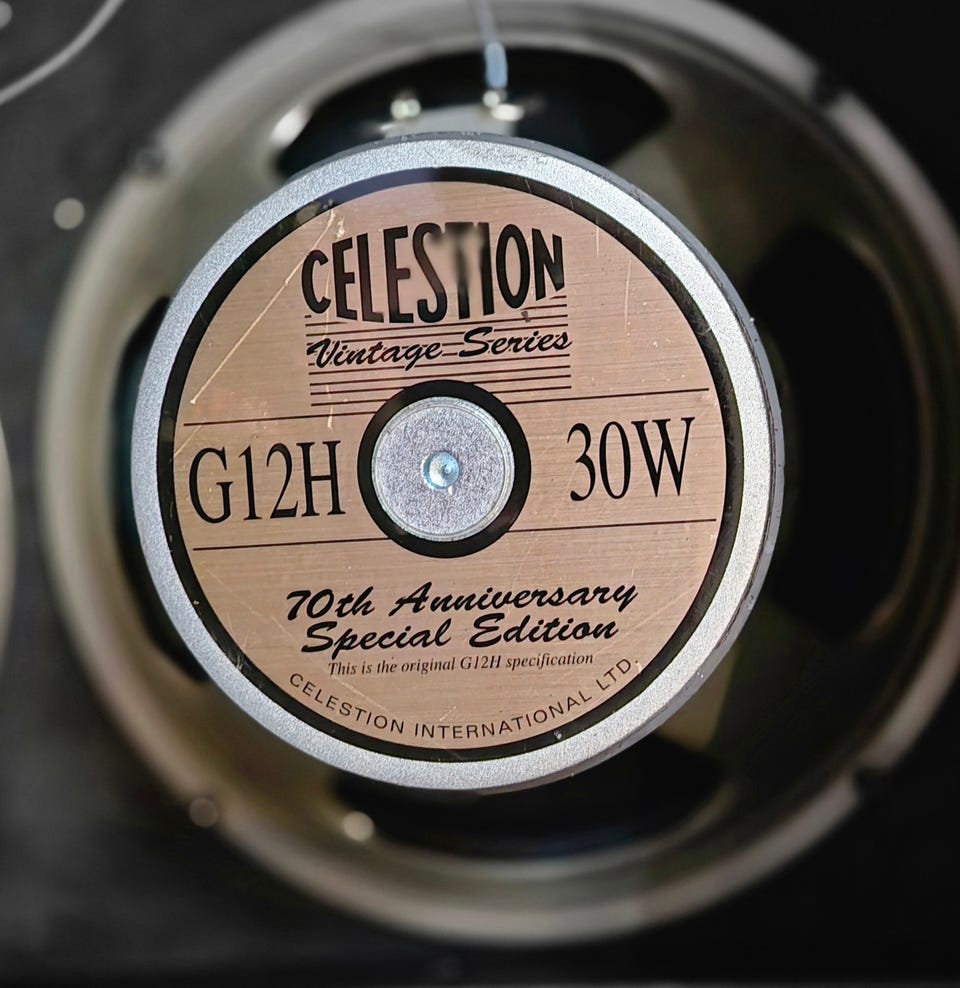 CELESTION
Vintage Series
G12H 30W
70th Anniversary
Special Edition
This is the original G12H specification
CELESTION INTERNATIONAL LTD.